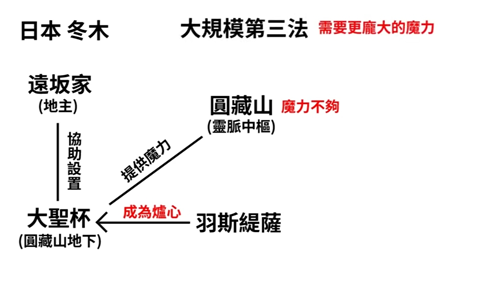 日本 冬木
大規模第三法 需要更龐大的魔力
遠坂家
(地主)
圓藏山 魔力不夠
(靈脈中樞)
協助設置
提供魔力
大聖杯
(圓藏山地下)
成為爐心
羽斯緹薩